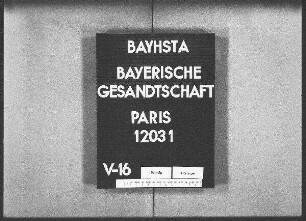 BAYHSTA
BAYERISCHE
GESANDTSCHAFT
PARIS
12031
V-16